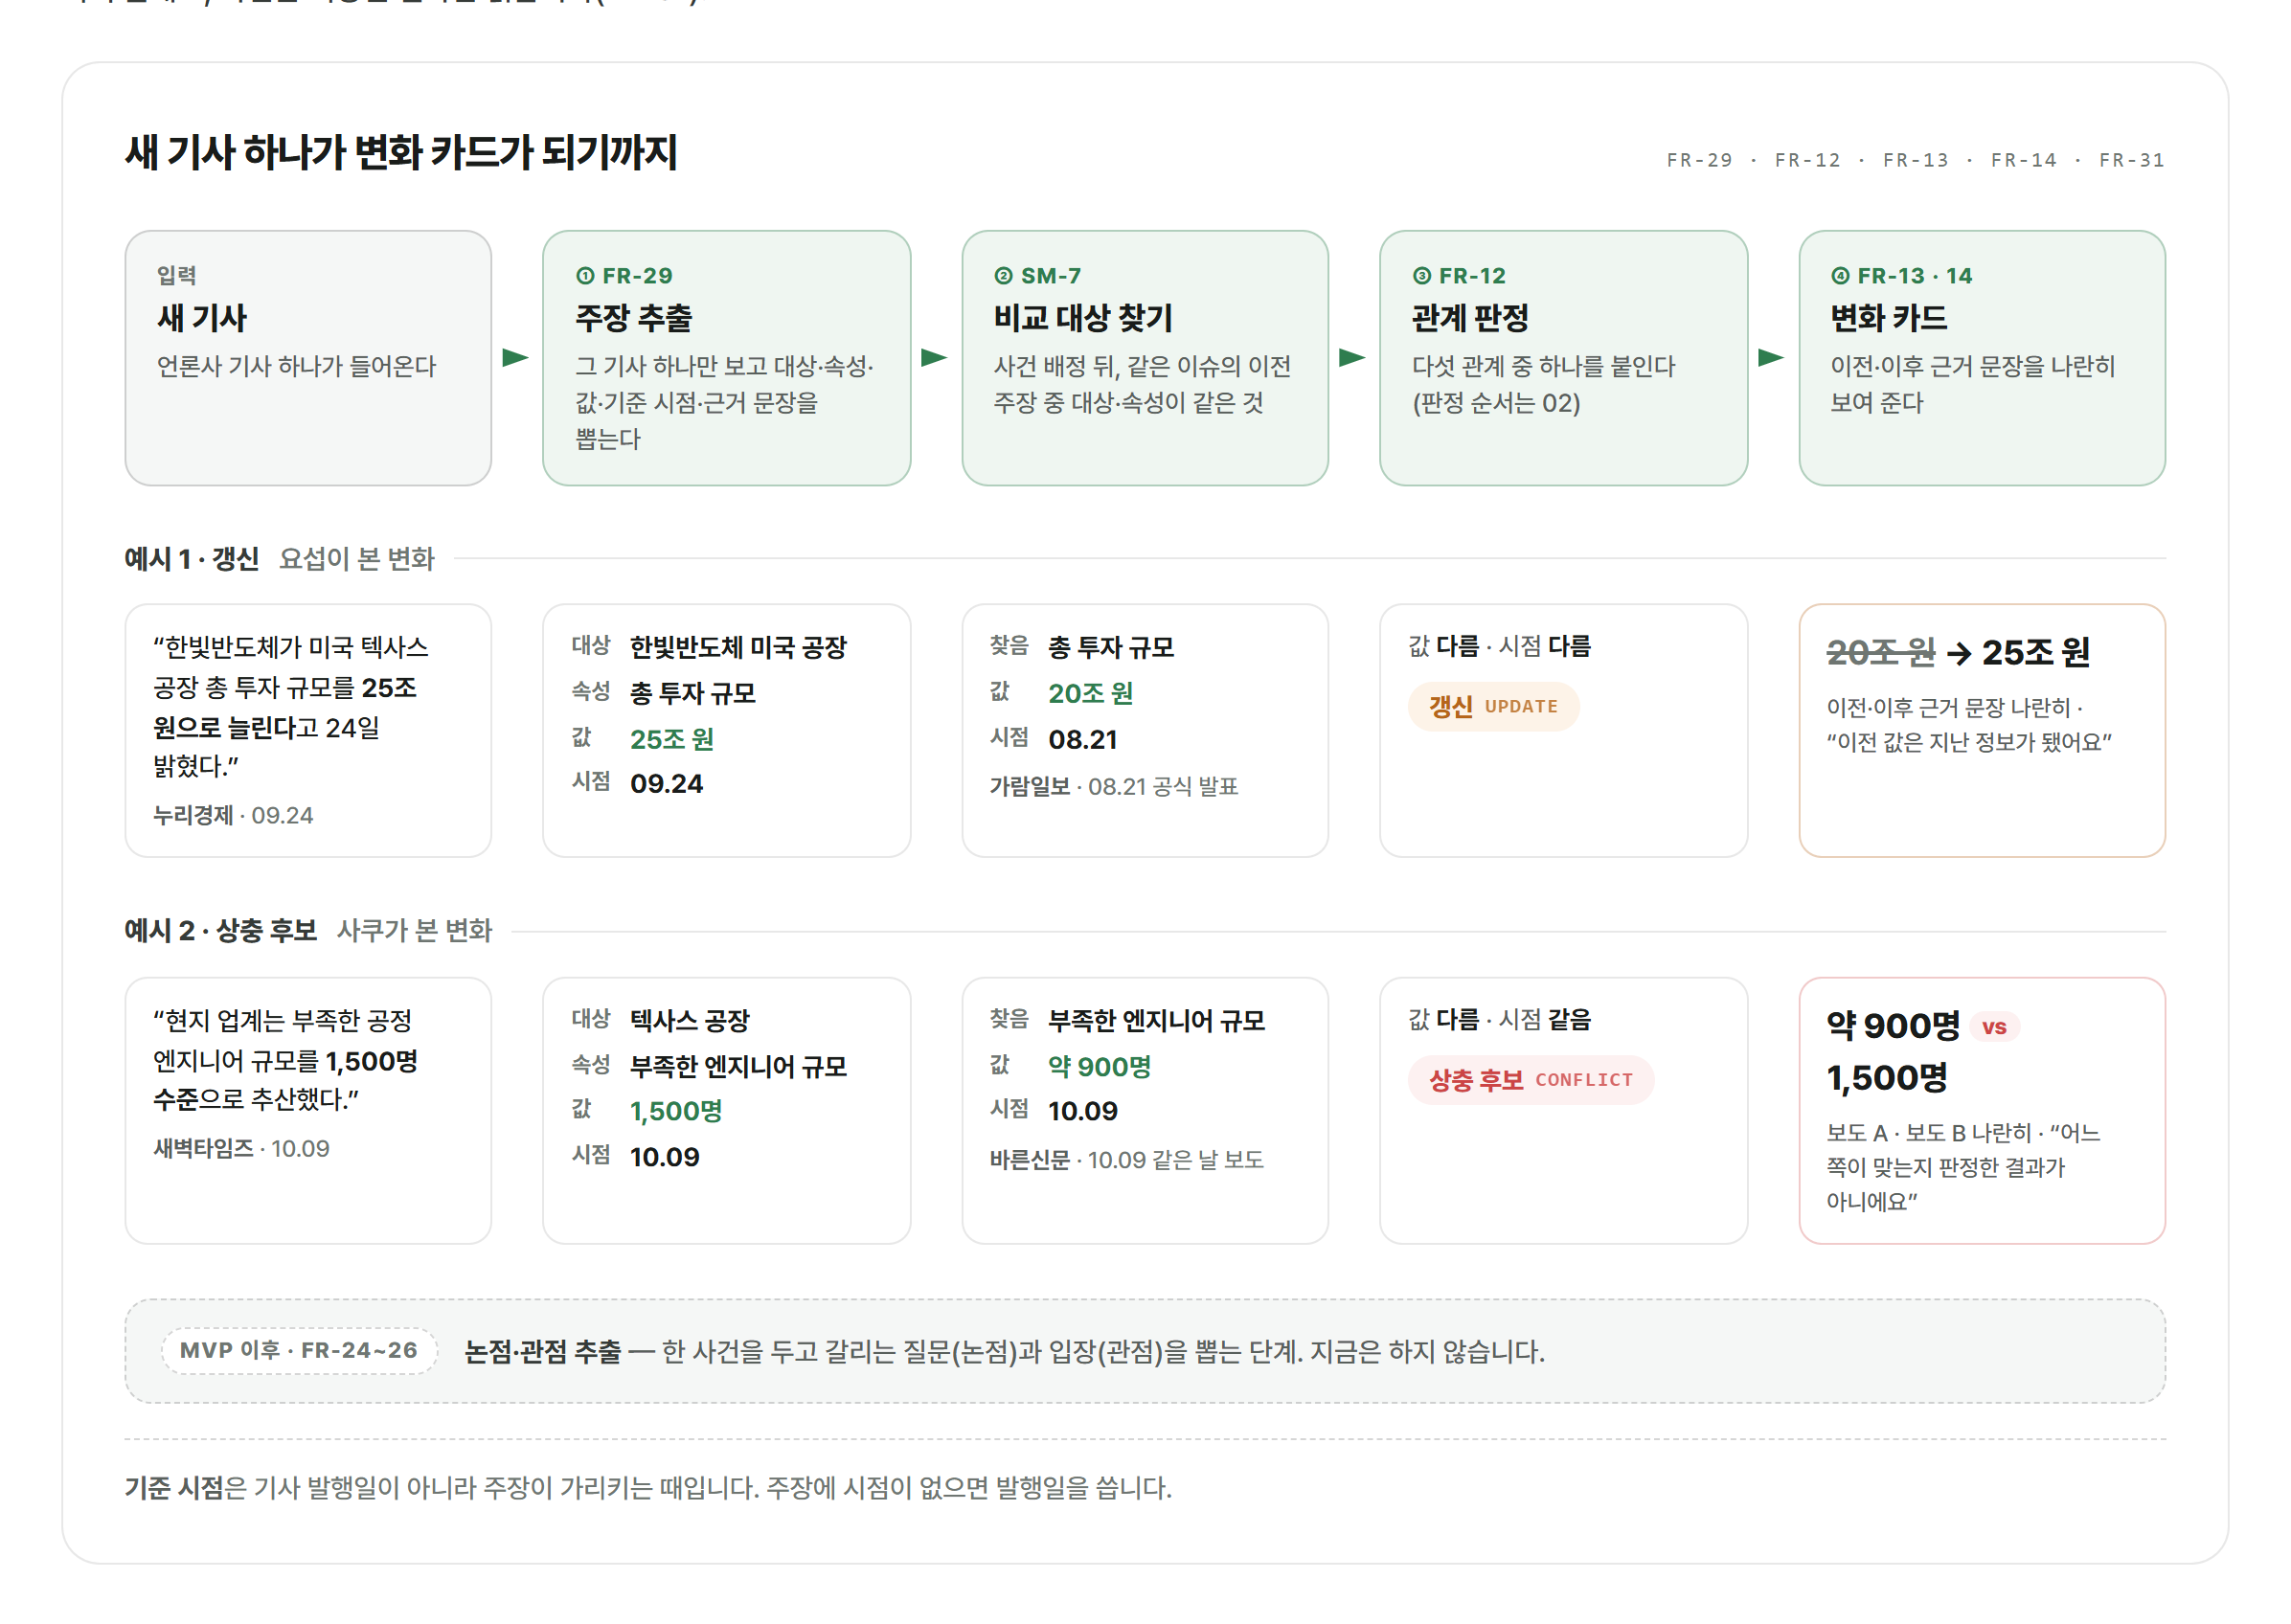 새 기사 하나가 변화 카드가 되기까지
FR-29 · FR-12 · FR-13 · FR-14 · FR-31
입력
새 기사
언론사 기사 하나가 들어온다
① FR-29
주장 추출
그 기사 하나만 보고 대상·속성·
값·기준 시점·근거 문장을
뽑는다
② SM-7
비교 대상 찾기
사건 배정 뒤, 같은 이슈의 이전
주장 중 대상·속성이 같은 것
③ FR-12
관계 판정
다섯 관계 중 하나를 붙인다
(판정 순서는 02)
④ FR-13 · 14
변화 카드
이전·이후 근거 문장을 나란히
보여 준다
예시 1 · 갱신 요섭이 본 변화
“한빛반도체가 미국 텍사스
공장 총 투자 규모를 25조
원으로 늘린다고 24일
밝혔다.”
누리경제 · 09.24
대상 한빛반도체 미국 공장
속성 총 투자 규모
값 25조 원
시점 09.24
찾음 총 투자 규모
값 20조 원
시점 08.21
가람일보 · 08.21 공식 발표
값 다름 · 시점 다름
갱신 UPDATE
20조 원 → 25조 원
이전·이후 근거 문장 나란히 ·
“이전 값은 지난 정보가 됐어요”
예시 2 · 상충 후보 사쿠가 본 변화
“현지 업계는 부족한 공정
엔지니어 규모를 1,500명
수준으로 추산했다.”
새벽타임즈 · 10.09
대상 텍사스 공장
속성 부족한 엔지니어 규모
값 1,500명
시점 10.09
찾음 부족한 엔지니어 규모
값 약 900명
시점 10.09
바른신문 · 10.09 같은 날 보도
값 다름 · 시점 같음
상충 후보 CONFLICT
약 900명 vs
1,500명
보도 A · 보도 B 나란히 · “어느
쪽이 맞는지 판정한 결과가
아니에요”
MVP 이후 · FR-24~26 논점·관점 추출 — 한 사건을 두고 갈리는 질문(논점)과 입장(관점)을 뽑는 단계. 지금은 하지 않습니다.
기준 시점은 기사 발행일이 아니라 주장이 가리키는 때입니다. 주장에 시점이 없으면 발행일을 씁니다.